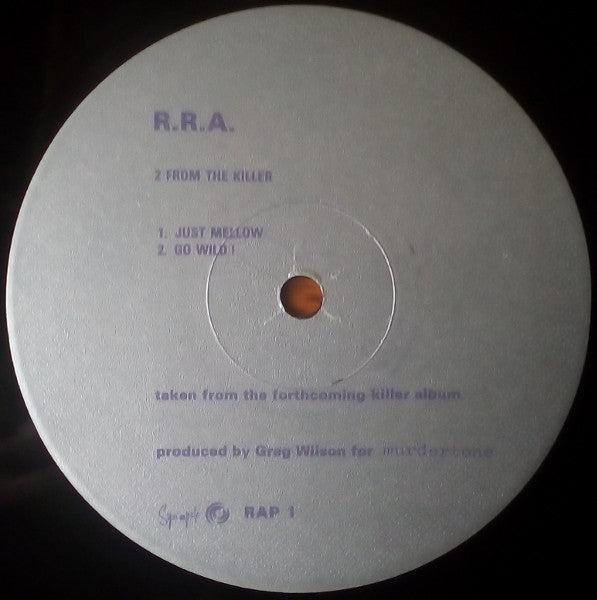 R.R.A.
2 FROM THE KILLER
1. JUST MELLOW
2. GO WILD !
taken from the forthcoming killer album
produced by Greg Wilson for murdertone
RAP 1